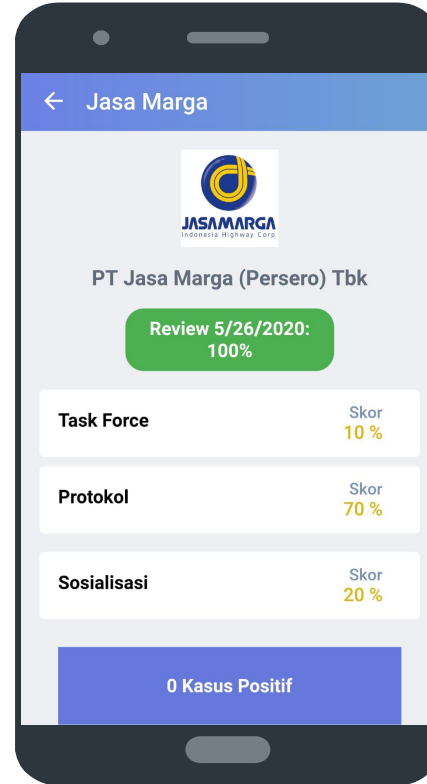 Jasa Marga
JASAMARGA
Indonesia Highway Corp.
PT Jasa Marga (Persero) Tbk
Review 5/26/2020:
100%
Task Force
Skor
10 %
Protokol
Skor
70 %
Sosialisasi
Skor
20 %
0 Kasus Positif